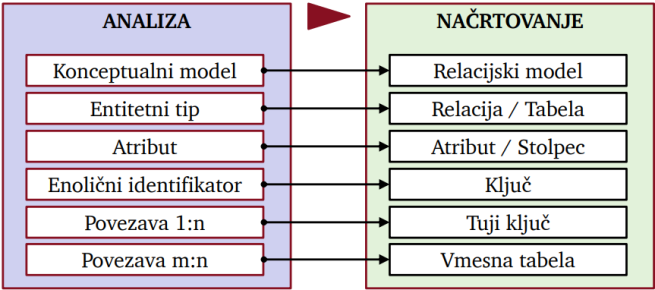 ANALIZA
NAČRTOVANJE
Konceptualni model
Relacijski model
Entitetni tip
Relacija / Tabela
Atribut
Atribut / Stolpec
Enolični identifikator
Ključ
Povezava 1:n
Tuji ključ
Povezava m:n
Vmesna tabela